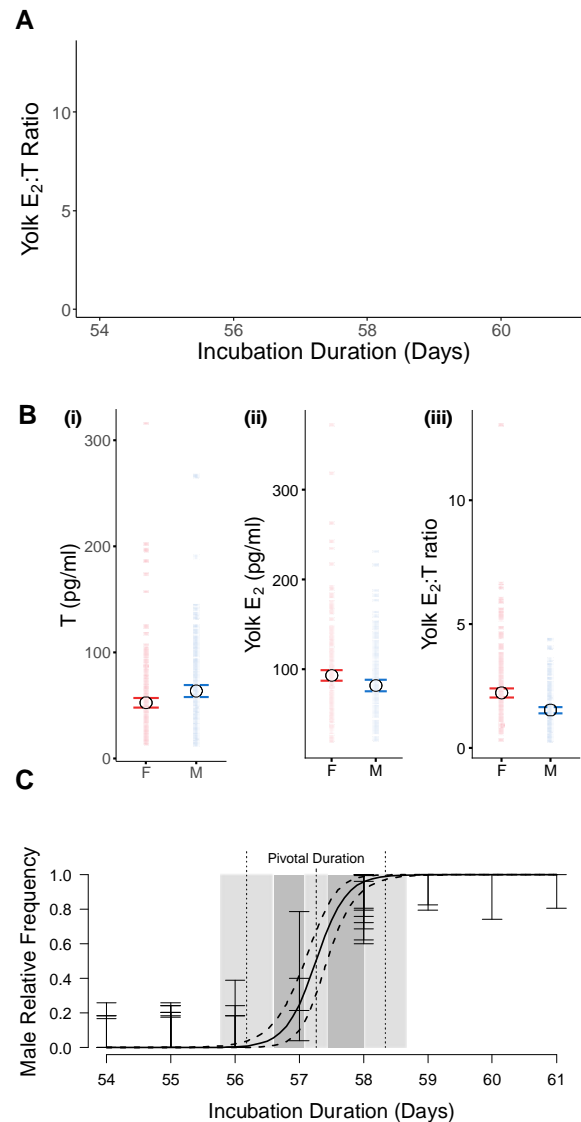 A
Yolk E₂:T Ratio
10
5
0
54 56 58 60
Incubation Duration (Days)
B
(i) (ii) (iii)
T (pg/ml)
300
200
100
0
F M
Yolk E₂ (pg/ml)
300
200
100
F M
Yolk E₂:T ratio
10
5
0
F M
C
Pivotal Duration
Male Relative Frequency
1.0
0.8
0.6
0.4
0.2
0.0
54 55 56 57 58 59 60 61
Incubation Duration (Days)